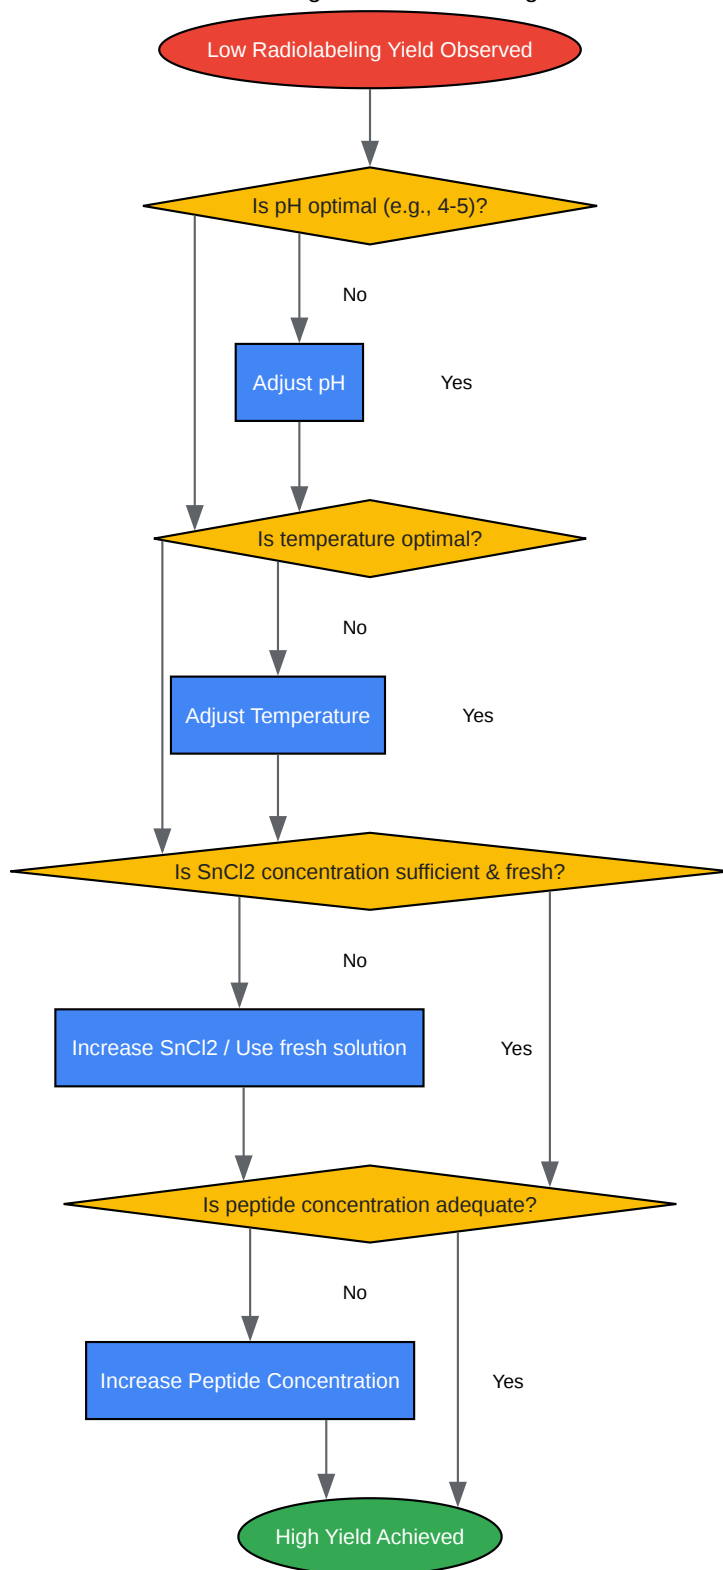 Low Radiolabeling Yield Observed
Is pH optimal (e.g., 4-5)?
No
Adjust pH
Yes
Is temperature optimal?
No
Adjust Temperature
Yes
Is SnCl2 concentration sufficient & fresh?
No
Increase SnCl2 / Use fresh solution
Yes
Is peptide concentration adequate?
No
Increase Peptide Concentration
Yes
High Yield Achieved